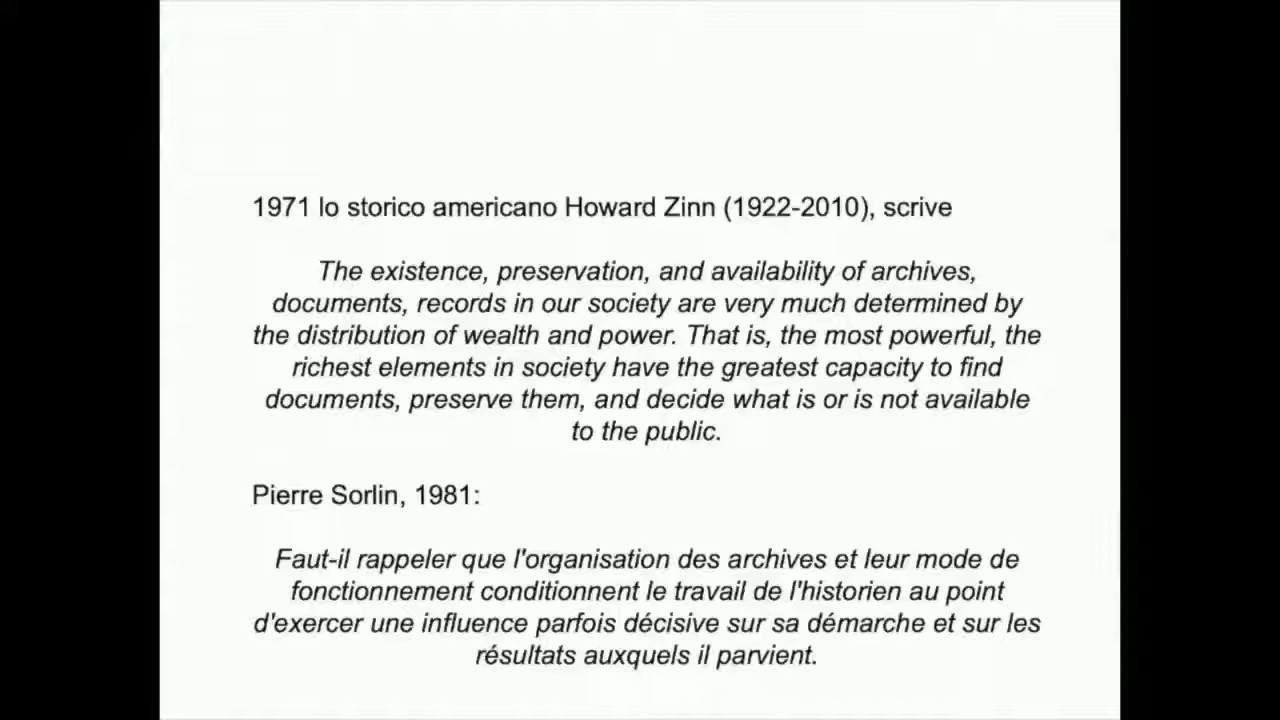 1971 lo storico americano Howard Zinn (1922-2010), scrive
The existence, preservation, and availability of archives,
documents, records in our society are very much determined by
the distribution of wealth and power. That is, the most powerful, the
richest elements in society have the greatest capacity to find
documents, preserve them, and decide what is or is not available
to the public.
Pierre Sorlin, 1981:
Faut-il rappeler que l'organisation des archives et leur mode de
fonctionnement conditionnent le travail de l'historien au point
d'exercer une influence parfois décisive sur sa démarche et sur les
résultats auxquels il parvient.